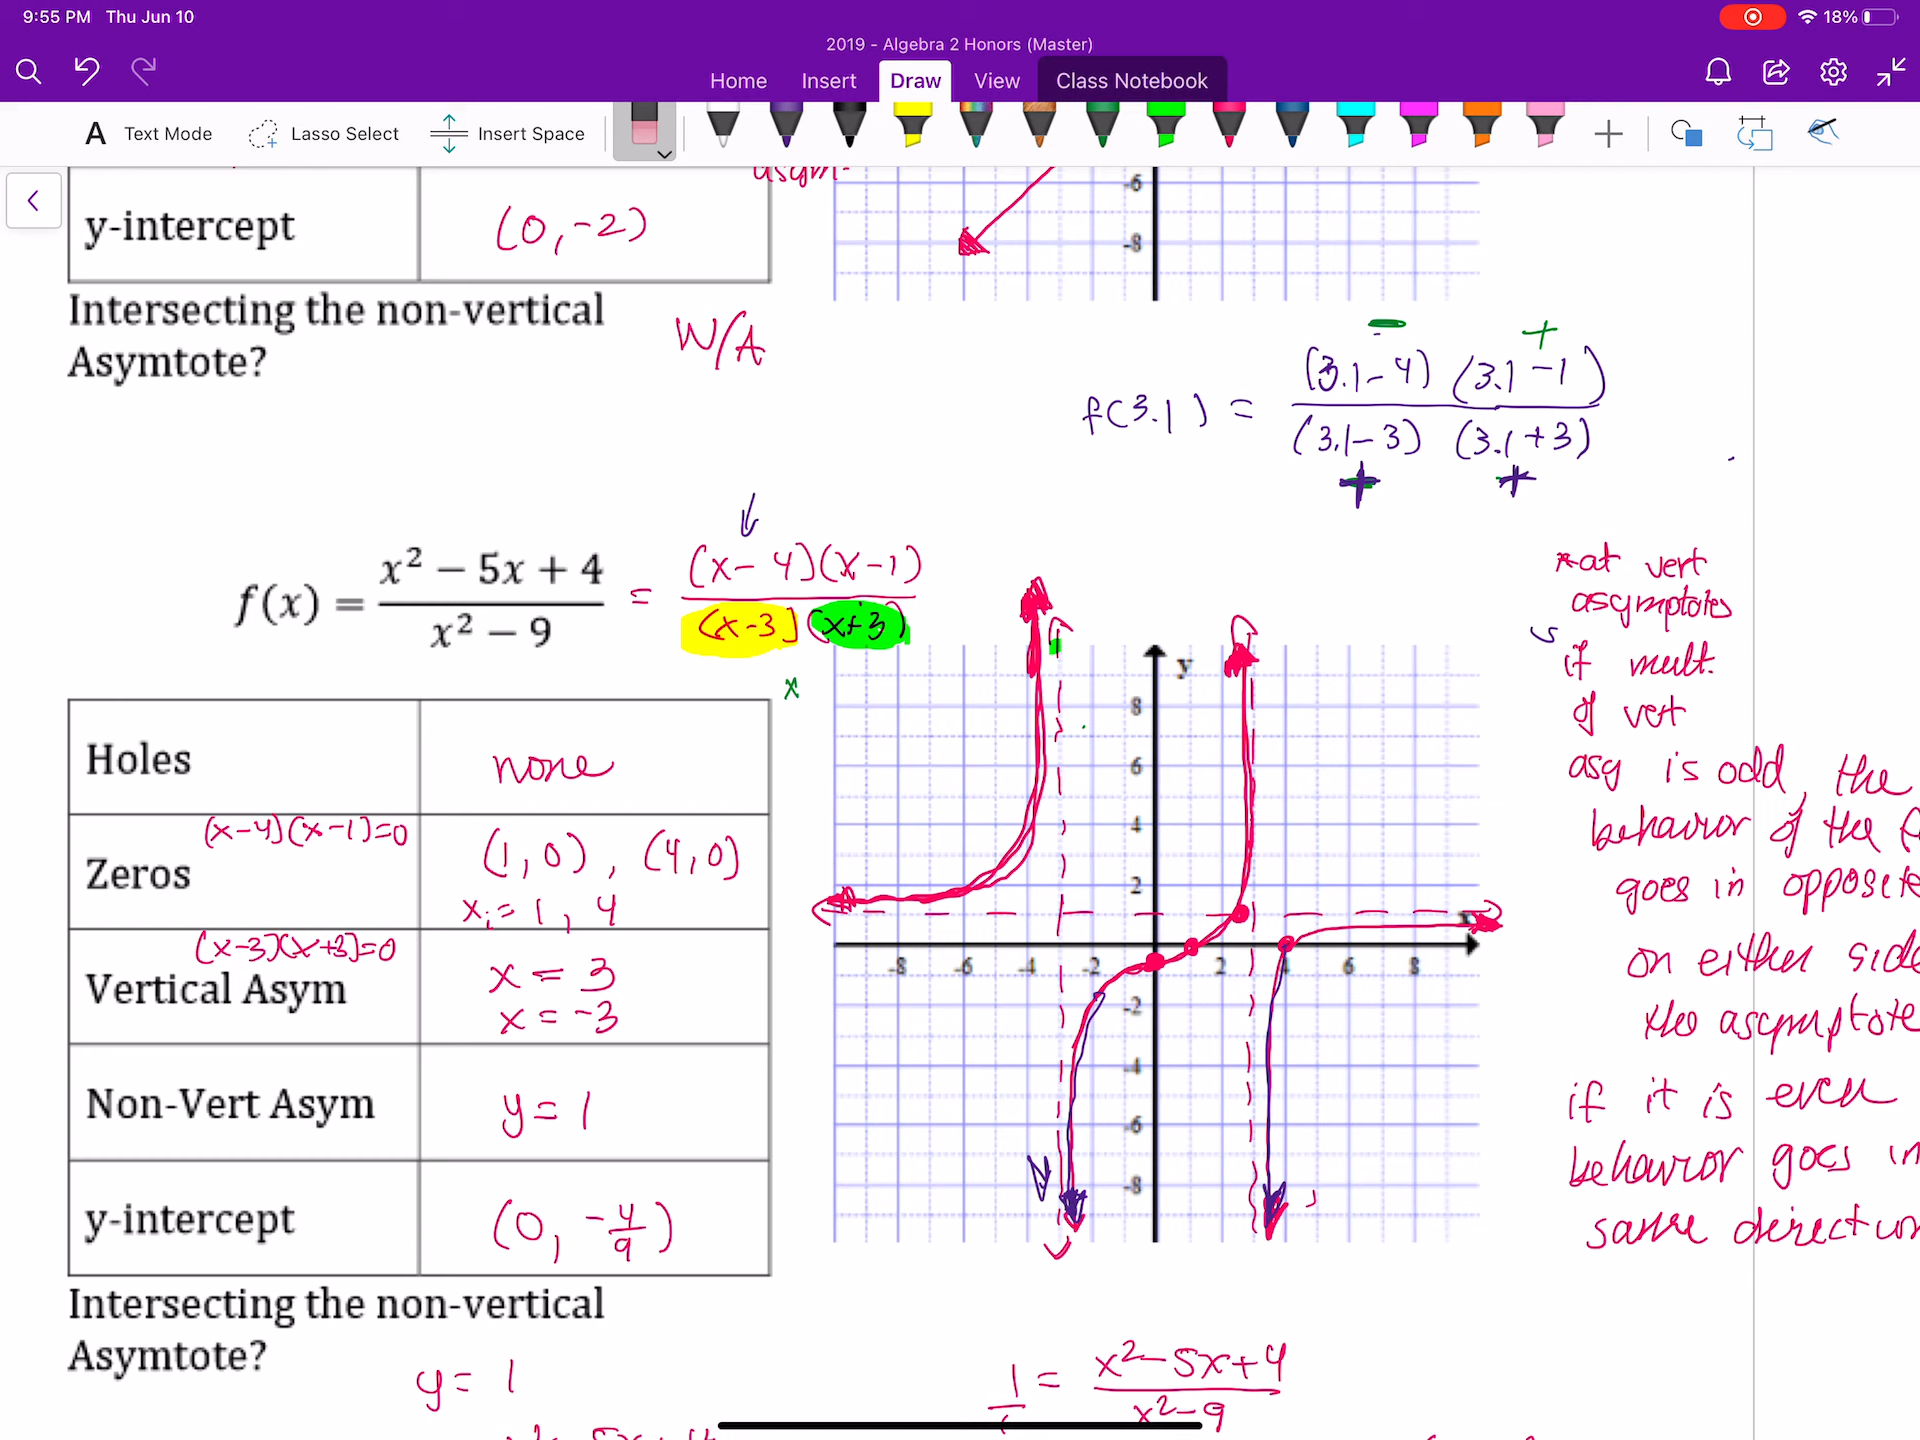 9:55 PM Thu Jun 10
18%
2019 - Algebra 2 Honors (Master)
Home Insert Draw View Class Notebook
A Text Mode Lasso Select Insert Space
asym-
y-intercept (0,-2)
-6
-8
Intersecting the non-vertical
Asymtote?
N/A
- +
f(3.1) = (3.1-4)(3.1-1)
(3.1-3)(3.1+3)
+ +
f(x) = x² − 5x + 4 = (x-4)(x-1)
x² − 9 (x-3)(x+3)
x
Holes none
(x-4)(x-1)=0
Zeros (1,0), (4,0)
x = 1, 4
(x-3)(x+3)=0
Vertical Asym x = 3
x = -3
Non-Vert Asym y = 1
y-intercept (0, -4/9)
y
8
6
4
2
x
-8 -6 -4 -2 2 4 6 8
-2
-4
-6
-8
*at vert
asymptotes
if mult.
of vert
asy is odd, the
behavior of the f
goes in opposite
on either side
the asymptote
if it is even
behavior goes in
same direction
Intersecting the non-vertical
Asymtote?
y = 1
1 = x²-5x+4
x²-9